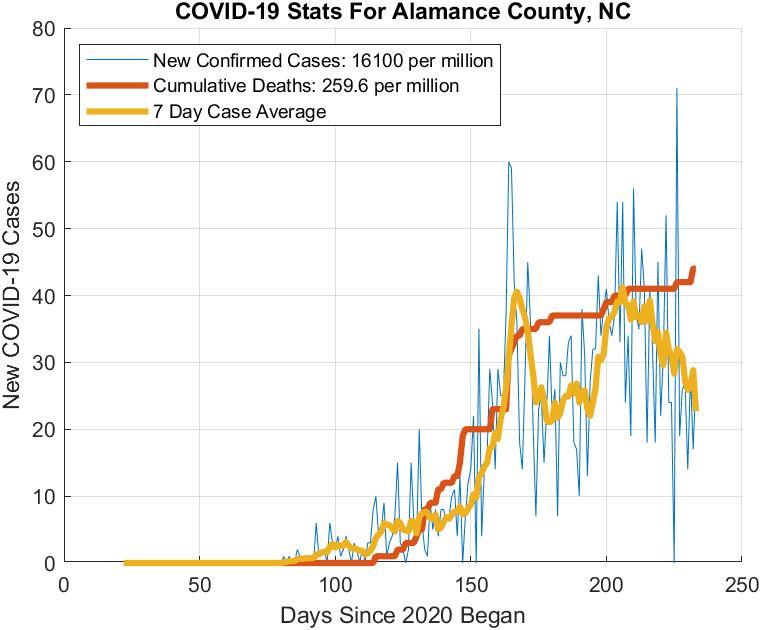 COVID-19 Stats For Alamance County, NC
80
New Confirmed Cases: 16100 per million
Cumulative Deaths: 259.6 per million
7 Day Case Average
70
60
50
40
30
20
10
0
New COVID-19 Cases
0 50 100 150 200 250
Days Since 2020 Began